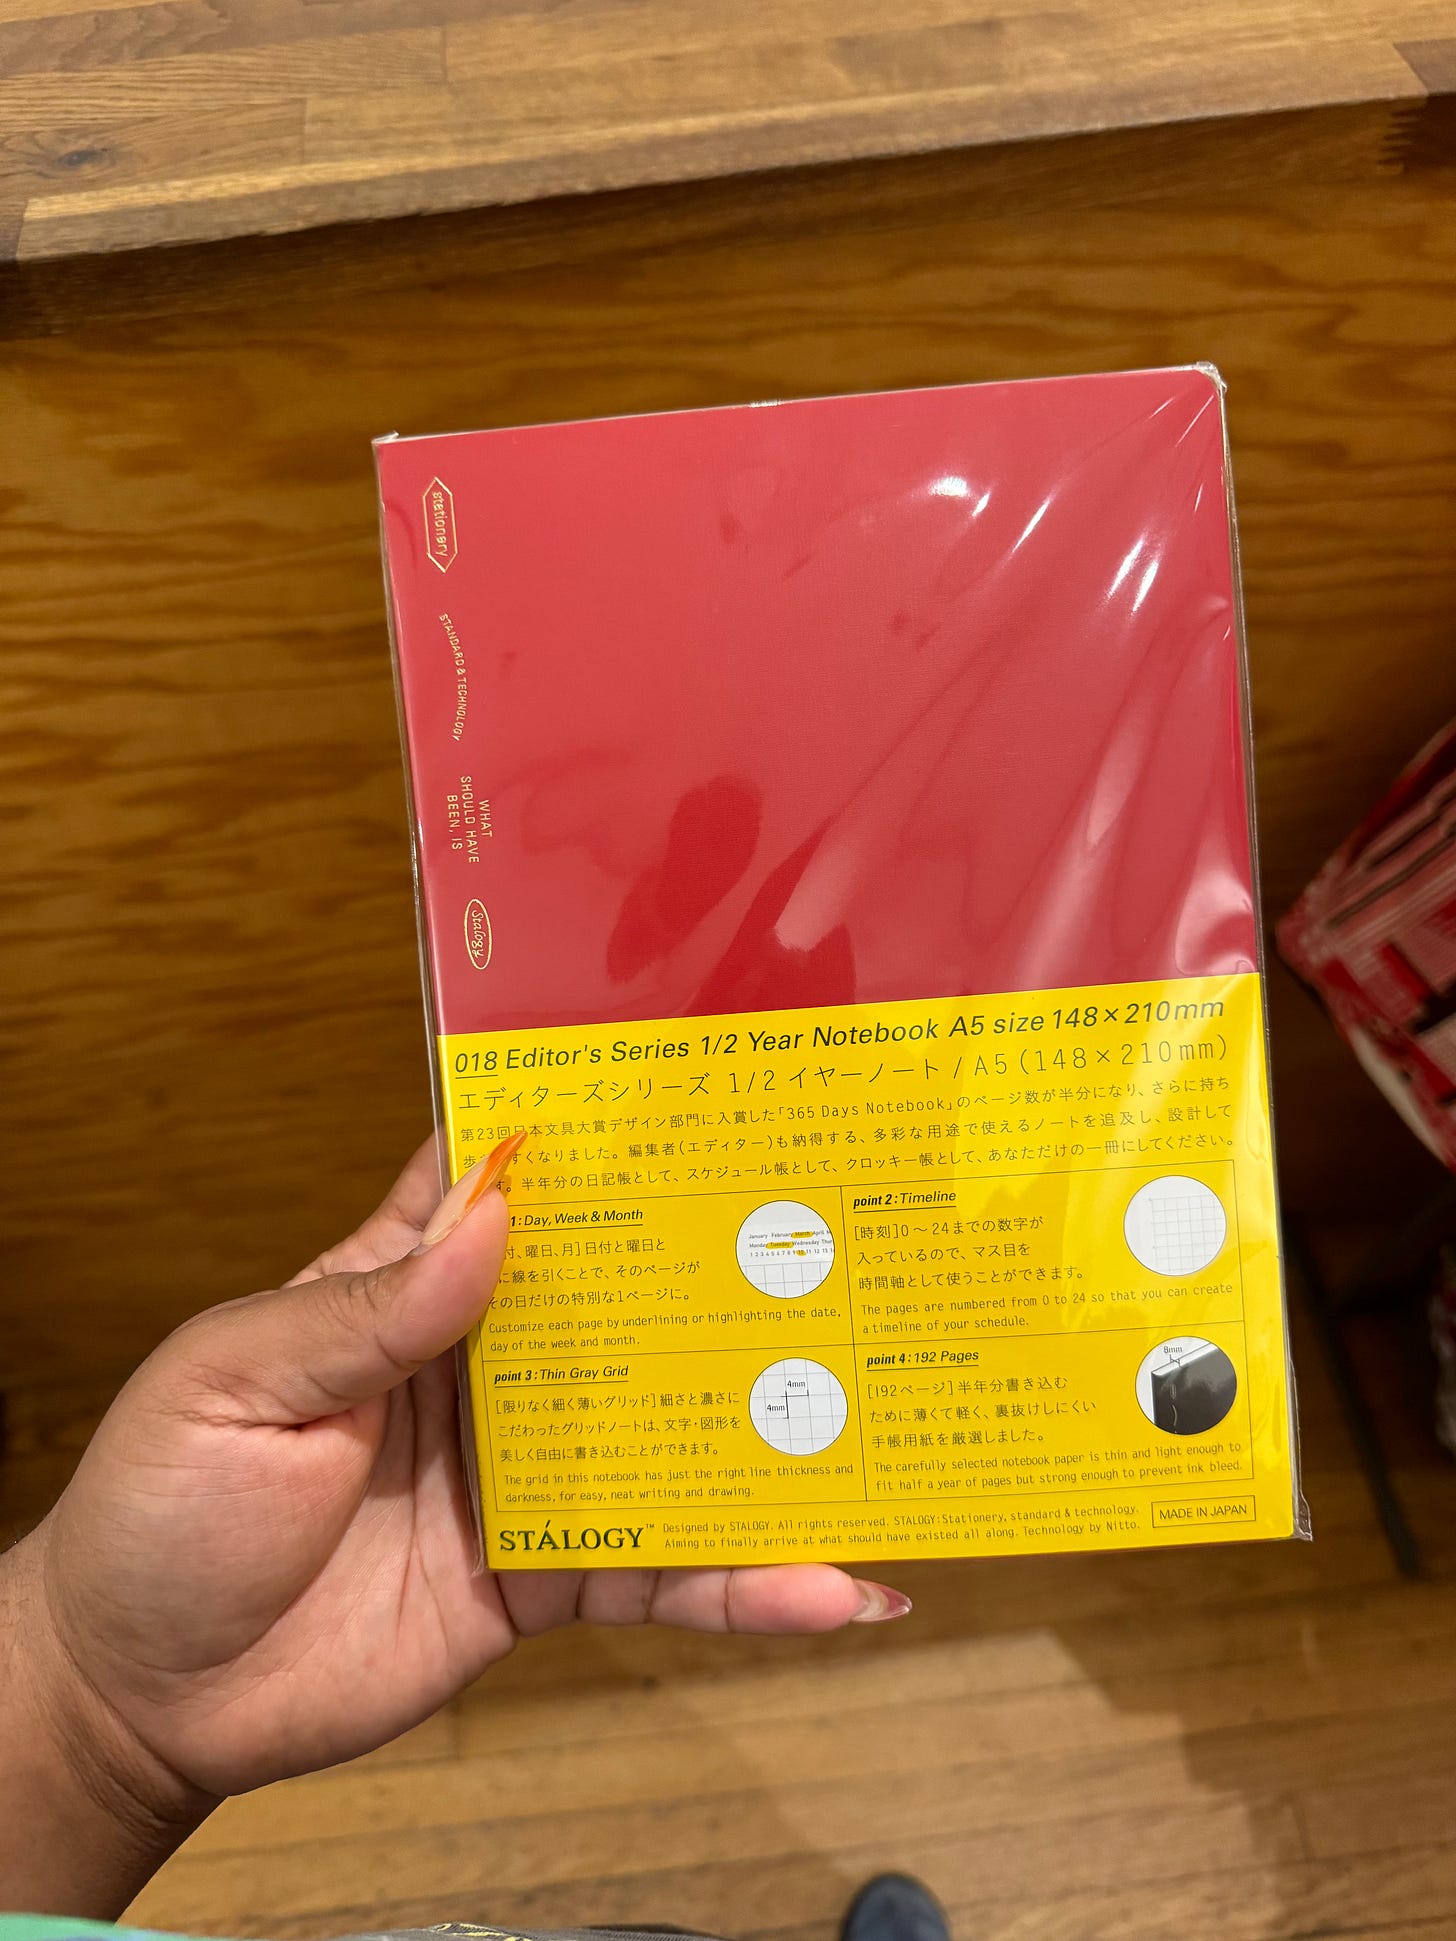 stationery
STANDARD & TECHNOLOGY
WHAT
SHOULD HAVE
BEEN, IS
Stalogy
018 Editor's Series 1/2 Year Notebook A5 size 148×210mm
エディターズシリーズ 1/2 イヤーノート / A5 (148×210mm)
第23回日本文具大賞デザイン部門に入賞した「365 Days Notebook」のページ数が半分になり、さらに持ち
歩 すくなりました。編集者(エディター)も納得する、多彩な用途で使えるノートを追及し、設計して
す。半年分の日記帳として、スケジュール帳として、クロッキー帳として、あなただけの一冊にしてください。
1: Day, Week & Month
付、曜日、月]日付と曜日と
に線を引くことで、そのページが
その日だけの特別な1ページに。
Customize each page by underlining or highlighting the date,
day of the week and month.
January February March April
Monday Tuesday Wednesday Thur
1 2 3 4 5 6 7 8 9 10 11 12 13
point 2: Timeline
[時刻]0～24までの数字が
入っているので、マス目を
時間軸として使うことができます。
The pages are numbered from 0 to 24 so that you can create
a timeline of your schedule.
point 3: Thin Gray Grid
[限りなく細く薄いグリッド]細さと濃さに
こだわったグリッドノートは、文字・図形を
美しく自由に書き込むことができます。
The grid in this notebook has just the right line thickness and
darkness, for easy, neat writing and drawing.
4mm
4mm
point 4: 192 Pages
[192ページ]半年分書き込む
ために薄くて軽く、裏抜けしにくい
手帳用紙を厳選しました。
The carefully selected notebook paper is thin and light enough to
fit half a year of pages but strong enough to prevent ink bleed.
8mm
STÁLOGY™
Designed by STALOGY. All rights reserved. STALOGY: Stationery, standard & technology.
Aiming to finally arrive at what should have existed all along. Technology by Nitto.
MADE IN JAPAN